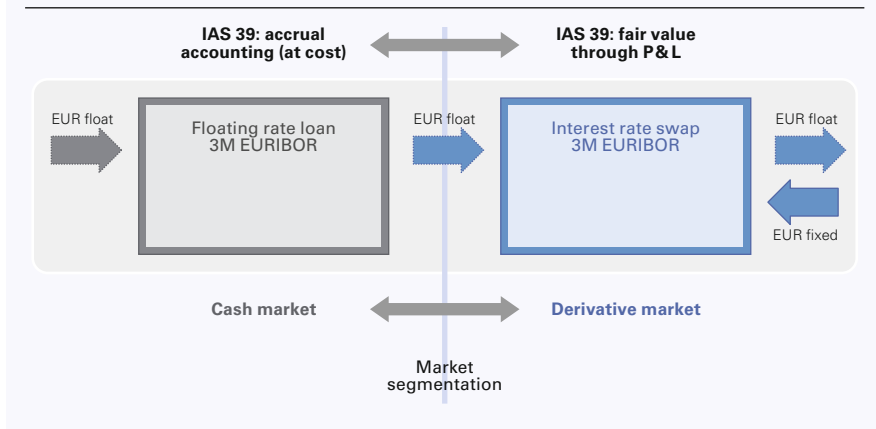 IAS 39: accrual
accounting (at cost)
IAS 39: fair value
through P&L
EUR float
Floating rate loan
3M EURIBOR
EUR float
Interest rate swap
3M EURIBOR
EUR float
EUR fixed
Cash market
Derivative market
Market
segmentation